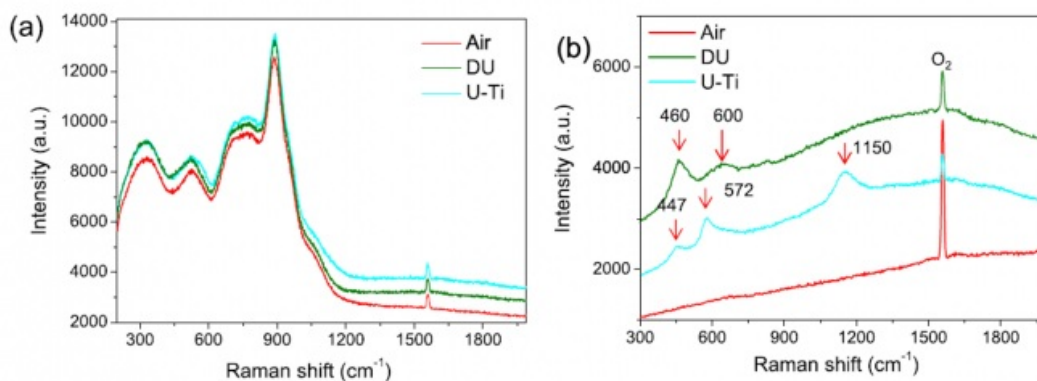 (a)
14000
12000
10000
8000
6000
4000
2000
Intensity (a.u.)
Air
DU
U-Ti
300 600 900 1200 1500 1800
Raman shift (cm⁻¹)
(b)
6000
4000
2000
Intensity (a.u.)
Air
DU
U-Ti
O₂
460 600
1150
572
447
300 600 900 1200 1500 1800
Raman shift (cm⁻¹)